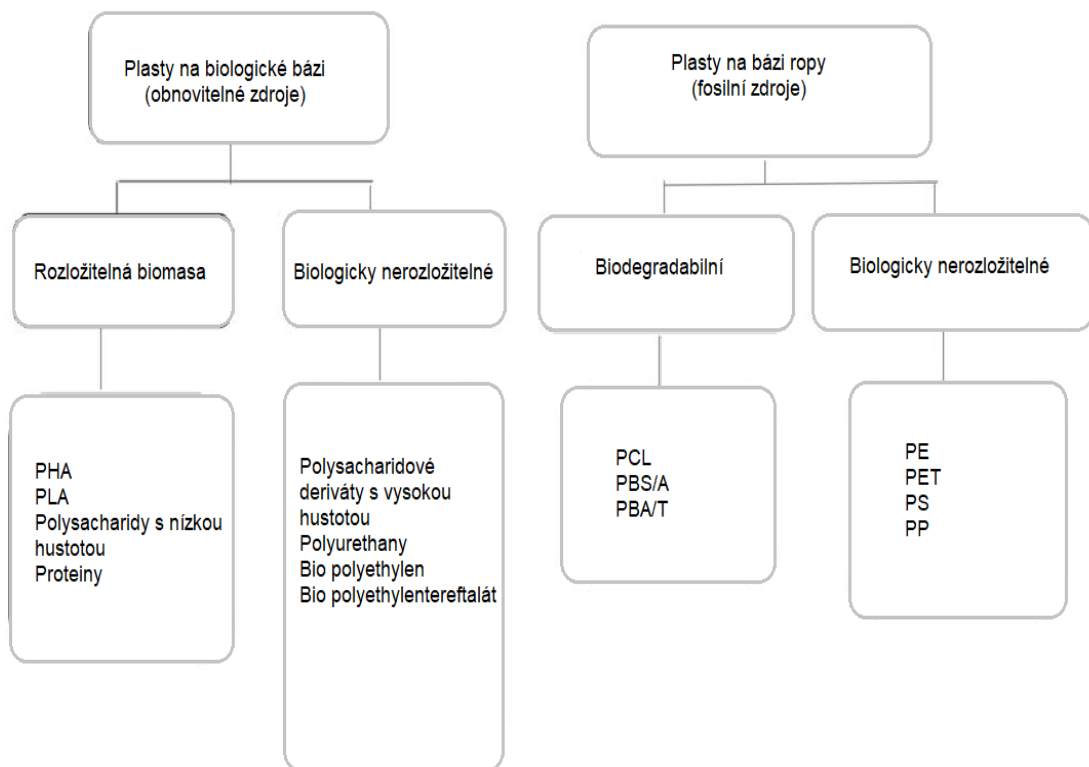 Plasty na biologické bázi
(obnovitelné zdroje)
Plasty na bázi ropy
(fosilní zdroje)
Rozložitelná biomasa
Biologicky nerozložitelné
Biodegradabilní
Biologicky nerozložitelné
PHA
PLA
Polysacharidy s nízkou
hustotou
Proteiny
Polysacharidové
deriváty s vysokou
hustotou
Polyurethany
Bio polyethylen
Bio polyethylentereftalát
PCL
PBS/A
PBA/T
PE
PET
PS
PP